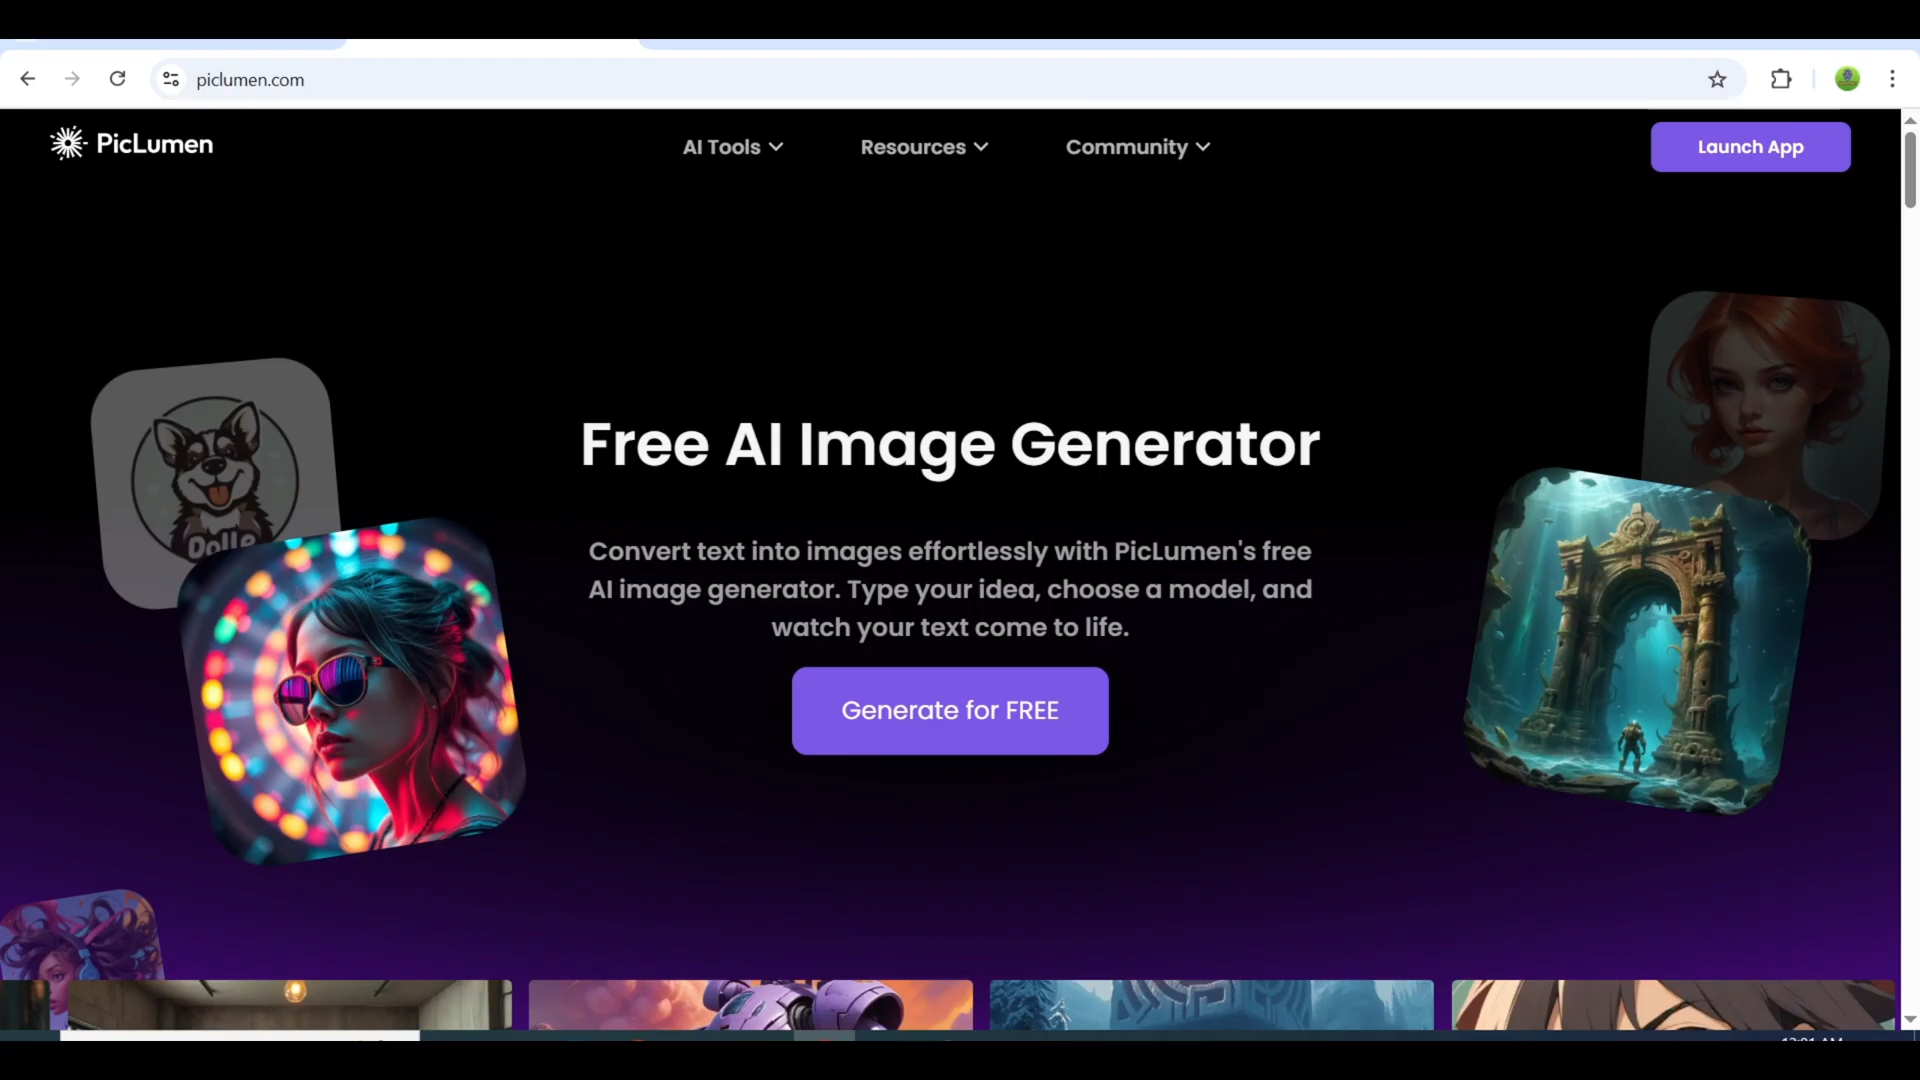 piclumen.com
PicLumen
AI Tools
Resources
Community
Launch App
Free AI Image Generator
Convert text into images effortlessly with PicLumen's free
AI image generator. Type your idea, choose a model, and
watch your text come to life.
Generate for FREE
Dolle